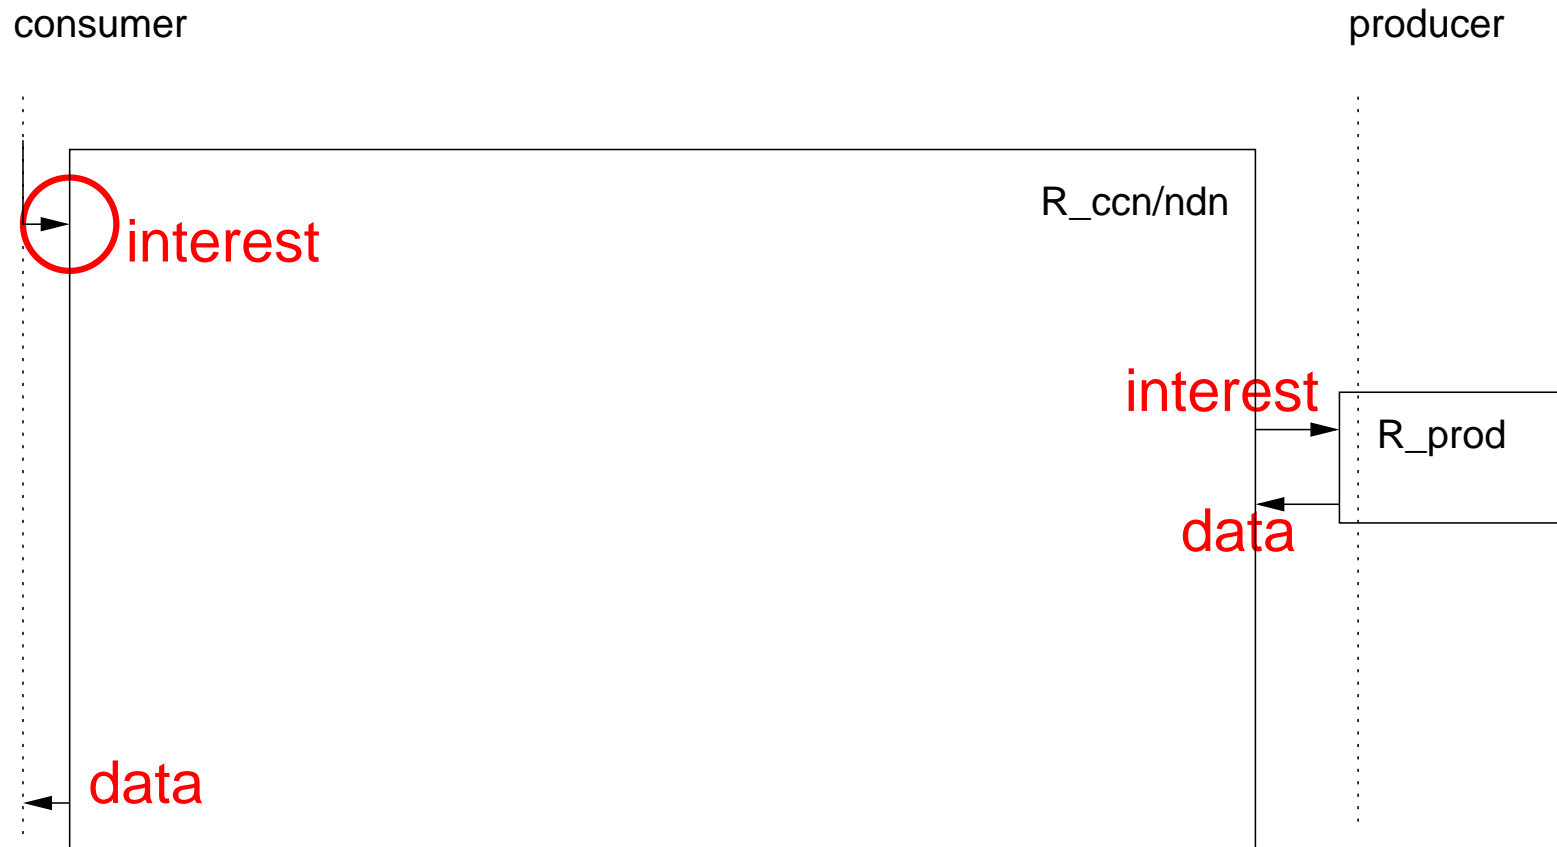 consumer
producer
R_ccn/ndn
interest
interest
R_prod
data
data